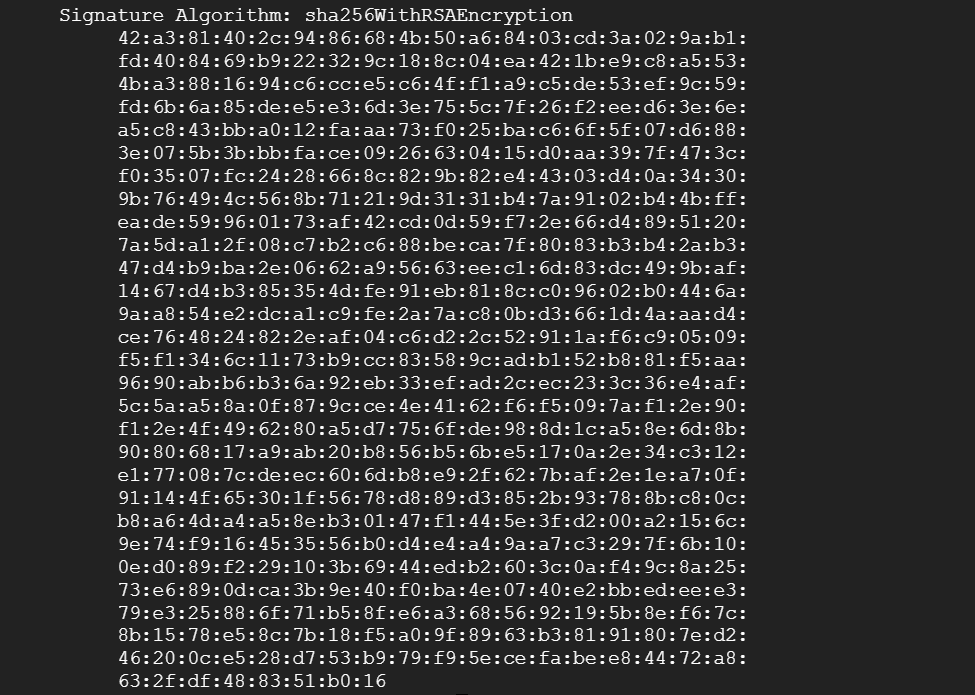 Signature Algorithm: sha256WithRSAEncryption
42:a3:81:40:2c:94:86:68:4b:50:a6:84:03:cd:3a:02:9a:b1:
fd:40:84:69:b9:22:32:9c:18:8c:04:ea:42:1b:e9:c8:a5:53:
4b:a3:88:16:94:c6:cc:e5:c6:4f:f1:a9:c5:de:53:ef:9c:59:
fd:6b:6a:85:de:e5:e3:6d:3e:75:5c:7f:26:f2:ee:d6:3e:6e:
a5:c8:43:bb:a0:12:fa:aa:73:f0:25:ba:c6:6f:5f:07:d6:88:
3e:07:5b:3b:bb:fa:ce:09:26:63:04:15:d0:aa:39:7f:47:3c:
f0:35:07:fc:24:28:66:8c:82:9b:82:e4:43:03:d4:0a:34:30:
9b:76:49:4c:56:8b:71:21:9d:31:31:b4:7a:91:02:b4:4b:ff:
ea:de:59:96:01:73:af:42:cd:0d:59:f7:2e:66:d4:89:51:20:
7a:5d:a1:2f:08:c7:b2:c6:88:be:ca:7f:80:83:b3:b4:2a:b3:
47:d4:b9:ba:2e:06:62:a9:56:63:ee:c1:6d:83:dc:49:9b:af:
14:67:d4:b3:85:35:4d:fe:91:eb:81:8c:c0:96:02:b0:44:6a:
9a:a8:54:e2:dc:a1:c9:fe:2a:7a:c8:0b:d3:66:1d:4a:aa:d4:
ce:76:48:24:82:2e:af:04:c6:d2:2c:52:91:1a:f6:c9:05:09:
f5:f1:34:6c:11:73:b9:cc:83:58:9c:ad:b1:52:b8:81:f5:aa:
96:90:ab:b6:b3:6a:92:eb:33:ef:ad:2c:ec:23:3c:36:e4:af:
5c:5a:a5:8a:0f:87:9c:ce:4e:41:62:f6:f5:09:7a:f1:2e:90:
f1:2e:4f:49:62:80:a5:d7:75:6f:de:98:8d:1c:a5:8e:6d:8b:
90:80:68:17:a9:ab:20:b8:56:b5:6b:e5:17:0a:2e:34:c3:12:
e1:77:08:7c:de:ec:60:6d:b8:e9:2f:62:7b:af:2e:1e:a7:0f:
91:14:4f:65:30:1f:56:78:d8:89:d3:85:2b:93:78:8b:c8:0c:
b8:a6:4d:a4:a5:8e:b3:01:47:f1:44:5e:3f:d2:00:a2:15:6c:
9e:74:f9:16:45:35:56:b0:d4:e4:a4:9a:a7:c3:29:7f:6b:10:
0e:d0:89:f2:29:10:3b:69:44:ed:b2:60:3c:0a:f4:9c:8a:25:
73:e6:89:0d:ca:3b:9e:40:f0:ba:4e:07:40:e2:bb:ed:ee:e3:
79:e3:25:88:6f:71:b5:8f:e6:a3:68:56:92:19:5b:8e:f6:7c:
8b:15:78:e5:8c:7b:18:f5:a0:9f:89:63:b3:81:91:80:7e:d2:
46:20:0c:e5:28:d7:53:b9:79:f9:5e:ce:fa:be:e8:44:72:a8:
63:2f:df:48:83:51:b0:16